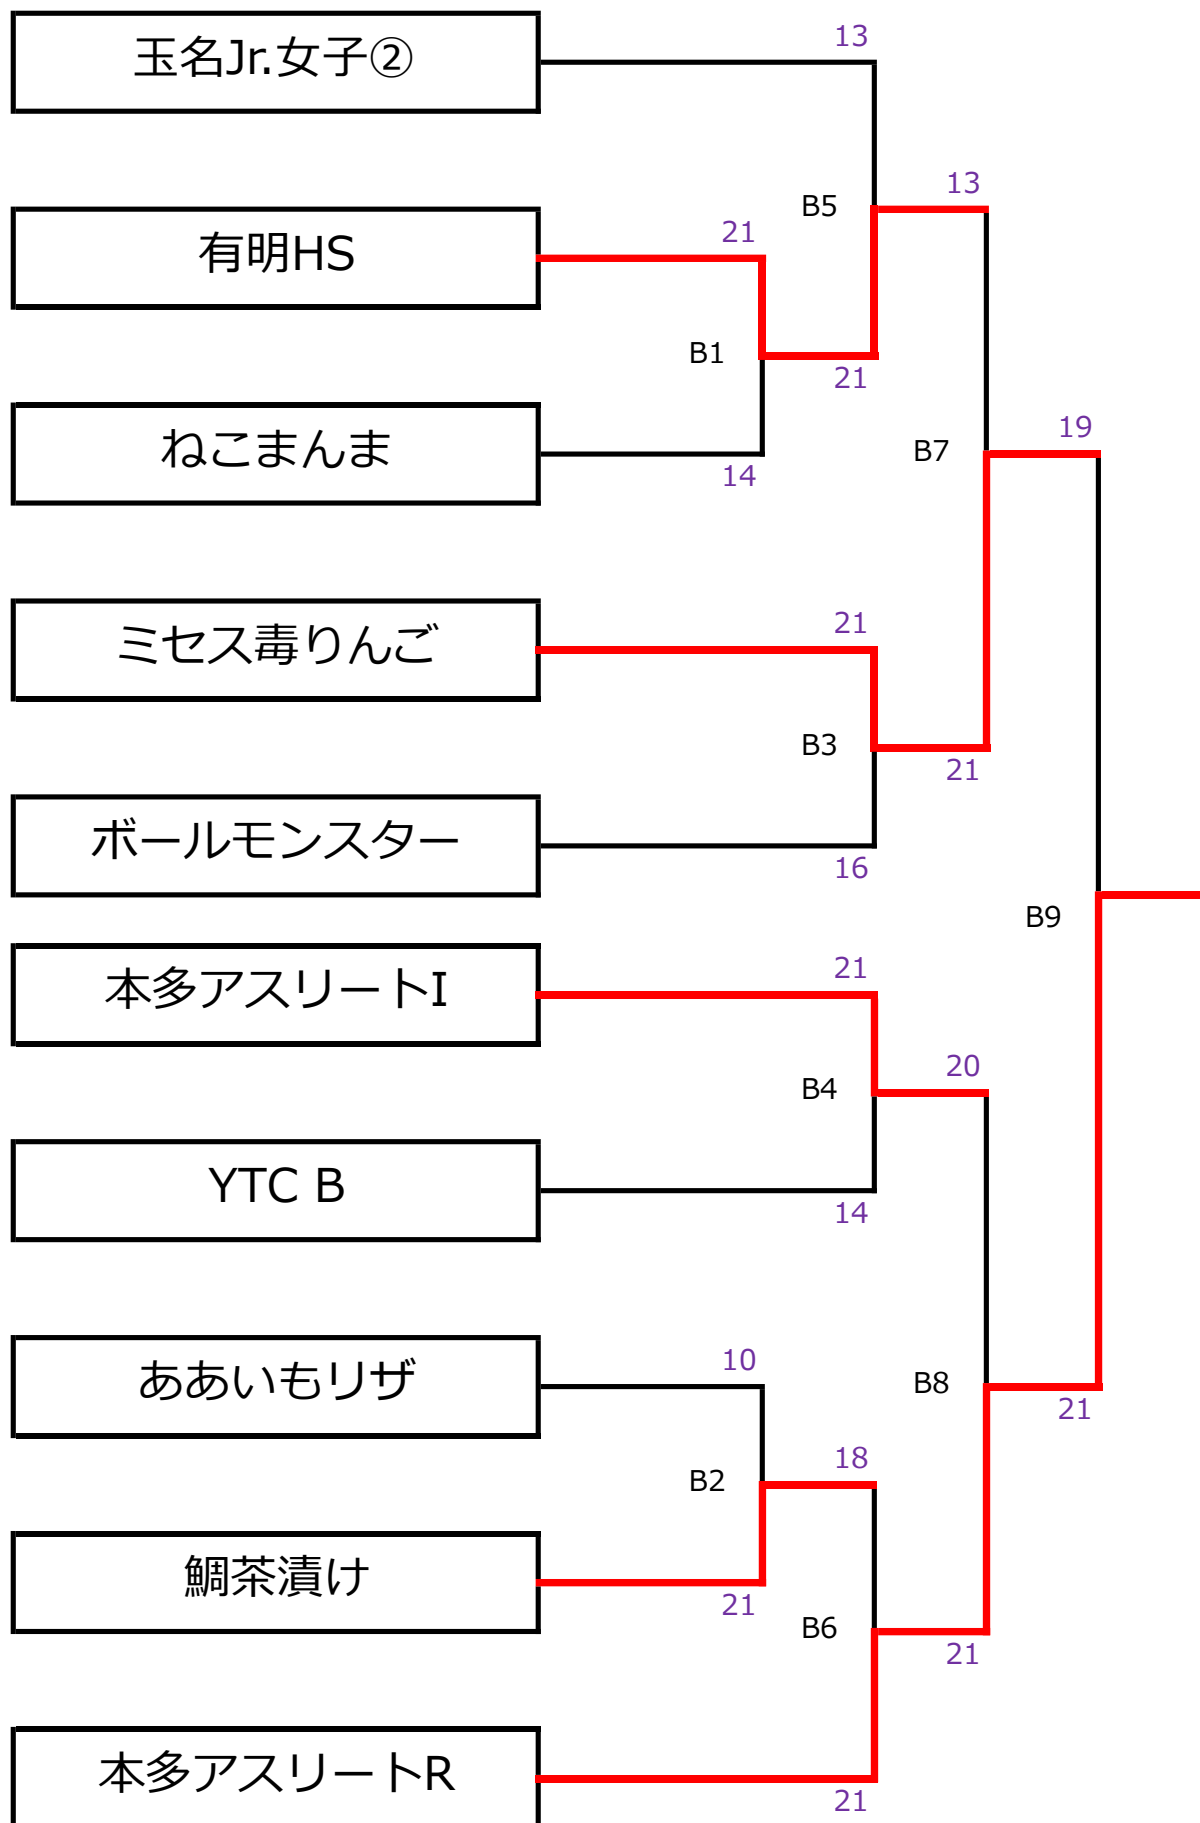 玉名Jr.女子②
13
B5
13
有明HS
21
B1
21
ねこまんま
14
B7
19
ミセス毒りんご
21
B3
21
ボールモンスター
16
B9
本多アスリートI
21
B4
20
YTC B
14
ああいもリザ
10
B8
21
B2
18
鯛茶漬け
21
B6
21
本多アスリートR
21